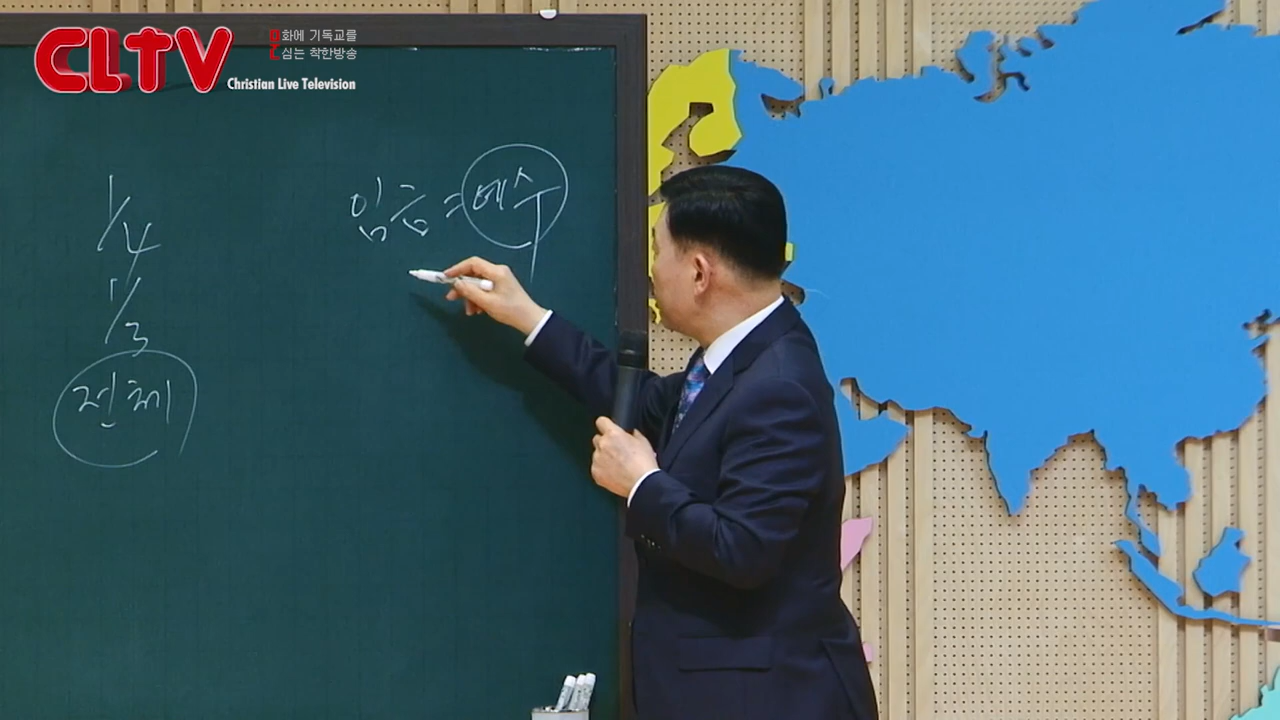 CLTV
문화에 기독교를
심는 착한방송
Christian Live Television
1/4
1/3
전체
임금 = 예수